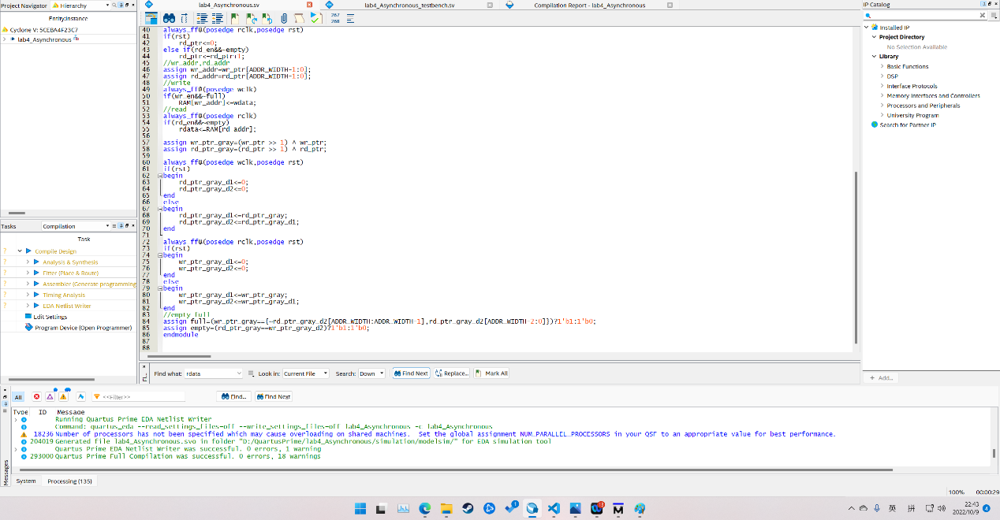 Project Navigator Hierarchy
Entity:Instance
Cyclone V: 5CEBA4F23C7
lab4_Asynchronous
Tasks Compilation
Task
Compile Design
Analysis & Synthesis
Fitter (Place & Route)
Assembler (Generate programming
Timing Analysis
EDA Netlist Writer
Edit Settings
Program Device (Open Programmer)
lab4_Asynchronous.sv lab4_Asynchronous_testbench.sv Compilation Report - lab4_Asynchronous
267
268
40 always_ff@(posedge rclk,posedge rst)
41 if(rst)
42 rd_ptr<=0;
43 else if(rd_en&&~empty)
44 rd_ptr<=rd_ptr+1;
45 //wr_addr,rd_addr
46 assign wr_addr=wr_ptr[ADDR_WIDTH-1:0];
47 assign rd_addr=rd_ptr[ADDR_WIDTH-1:0];
48 //write
49 always_ff@(posedge wclk)
50 if(wr_en&&~full)
51 RAM[wr_addr]<=wdata;
52 //read
53 always_ff@(posedge rclk)
54 if(rd_en&&~empty)
55 rdata<=RAM[rd_addr];
56
57 assign wr_ptr_gray=(wr_ptr >> 1) ^ wr_ptr;
58 assign rd_ptr_gray=(rd_ptr >> 1) ^ rd_ptr;
59
60 always_ff@(posedge wclk,posedge rst)
61 if(rst)
62 begin
63 rd_ptr_gray_d1<=0;
64 rd_ptr_gray_d2<=0;
65 end
66 else
67 begin
68 rd_ptr_gray_d1<=rd_ptr_gray;
69 rd_ptr_gray_d2<=rd_ptr_gray_d1;
70 end
71
72 always_ff@(posedge rclk,posedge rst)
73 if(rst)
74 begin
75 wr_ptr_gray_d1<=0;
76 wr_ptr_gray_d2<=0;
77 end
78 else
79 begin
80 wr_ptr_gray_d1<=wr_ptr_gray;
81 wr_ptr_gray_d2<=wr_ptr_gray_d1;
82 end
83 //empty full
84 assign full=(wr_ptr_gray=={~rd_ptr_gray_d2[ADDR_WIDTH:ADDR_WIDTH-1],rd_ptr_gray_d2[ADDR_WIDTH-2:0]})?1'b1:1'b0;
85 assign empty=(rd_ptr_gray==wr_ptr_gray_d2)?1'b1:1'b0;
86 endmodule
87
88
Find what: rdata Look in: Current File Search: Down Find Next Replace... Mark All
IP Catalog
Installed IP
Project Directory
No Selection Available
Library
Basic Functions
DSP
Interface Protocols
Memory Interfaces and Controllers
Processors and Peripherals
University Program
Search for Partner IP
+ Add...
All <<Filter>> Find... Find Next
Type ID Message
Running Quartus Prime EDA Netlist Writer
Command: quartus_eda --read_settings_files=off --write_settings_files=off lab4_Asynchronous -c lab4_Asynchronous
18236 Number of processors has not been specified which may cause overloading on shared machines. Set the global assignment NUM_PARALLEL_PROCESSORS in your QSF to an appropriate value for best performance.
204019 Generated file lab4_Asynchronous.svo in folder "D:/QuartusPrime/lab4_Asynchronous/simulation/modelsim/" for EDA simulation tool
Quartus Prime EDA Netlist Writer was successful. 0 errors, 1 warning
293000 Quartus Prime Full Compilation was successful. 0 errors, 18 warnings
Messages
System Processing (135)
100% 00:00:29
1
13
英 拼
22:43
2022/10/9
4